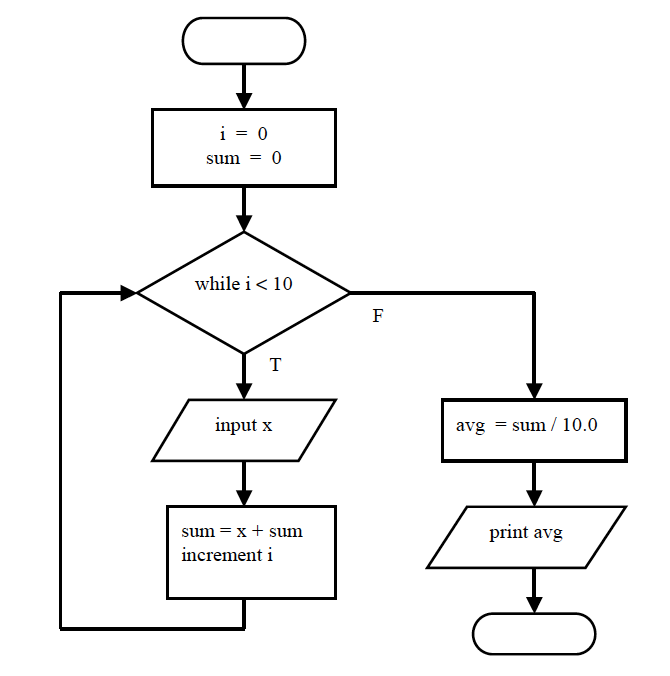 i = 0
sum = 0
while i < 10
F
T
input x
avg = sum / 10.0
sum = x + sum
increment i
print avg